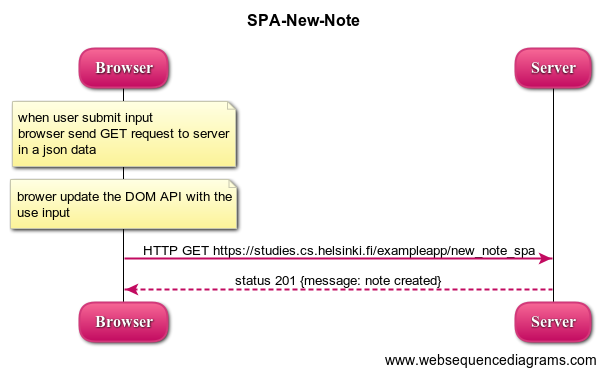 SPA-New-Note
Browser
Server
when user submit input
browser send GET request to server
in a json data
brower update the DOM API with the
use input
HTTP GET https://studies.cs.helsinki.fi/exampleapp/new_note_spa
status 201 {message: note created}
Browser
Server
www.websequencediagrams.com